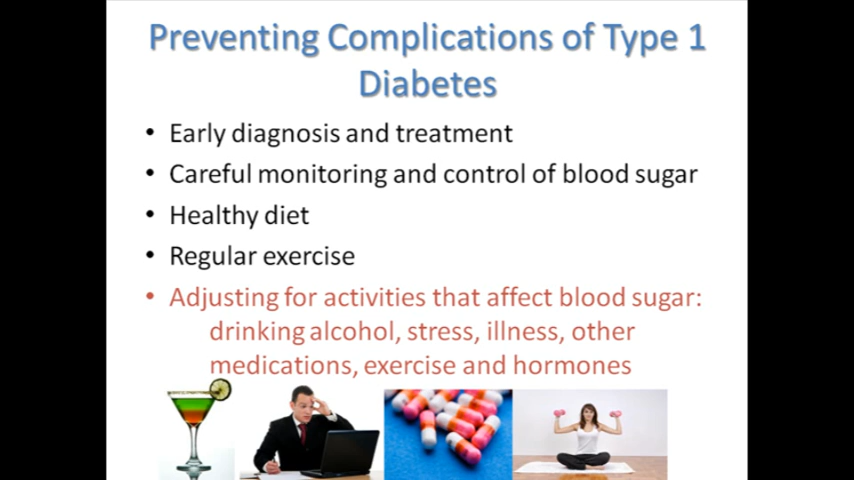 Preventing Complications of Type 1
Diabetes
• Early diagnosis and treatment
• Careful monitoring and control of blood sugar
• Healthy diet
• Regular exercise
• Adjusting for activities that affect blood sugar:
drinking alcohol, stress, illness, other
medications, exercise and hormones